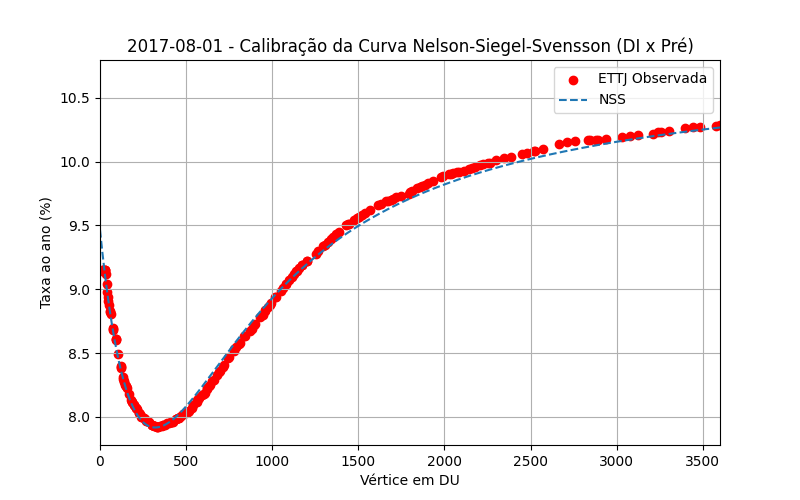 2017-08-01 - Calibração da Curva Nelson-Siegel-Svensson (DI x Pré)
ETTJ Observada
NSS
Taxa ao ano (%)
10.5
10.0
9.5
9.0
8.5
8.0
0 500 1000 1500 2000 2500 3000 3500
Vértice em DU